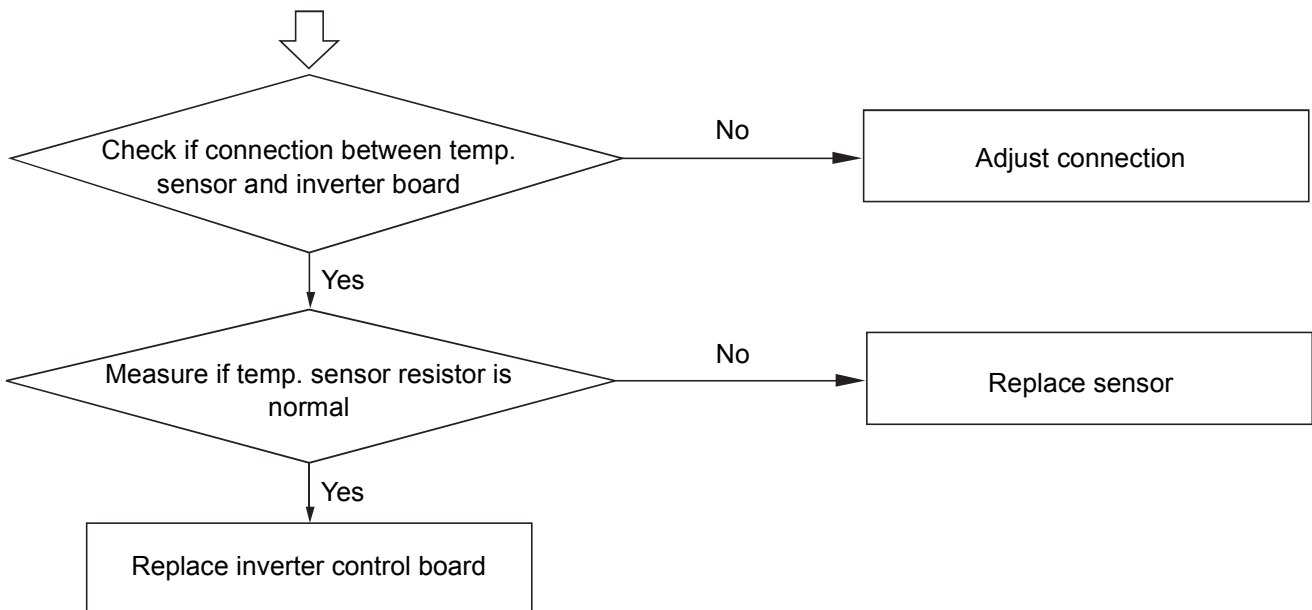 Check if connection between temp.
sensor and inverter board
No
Adjust connection
Yes
Measure if temp. sensor resistor is
normal
No
Replace sensor
Yes
Replace inverter control board